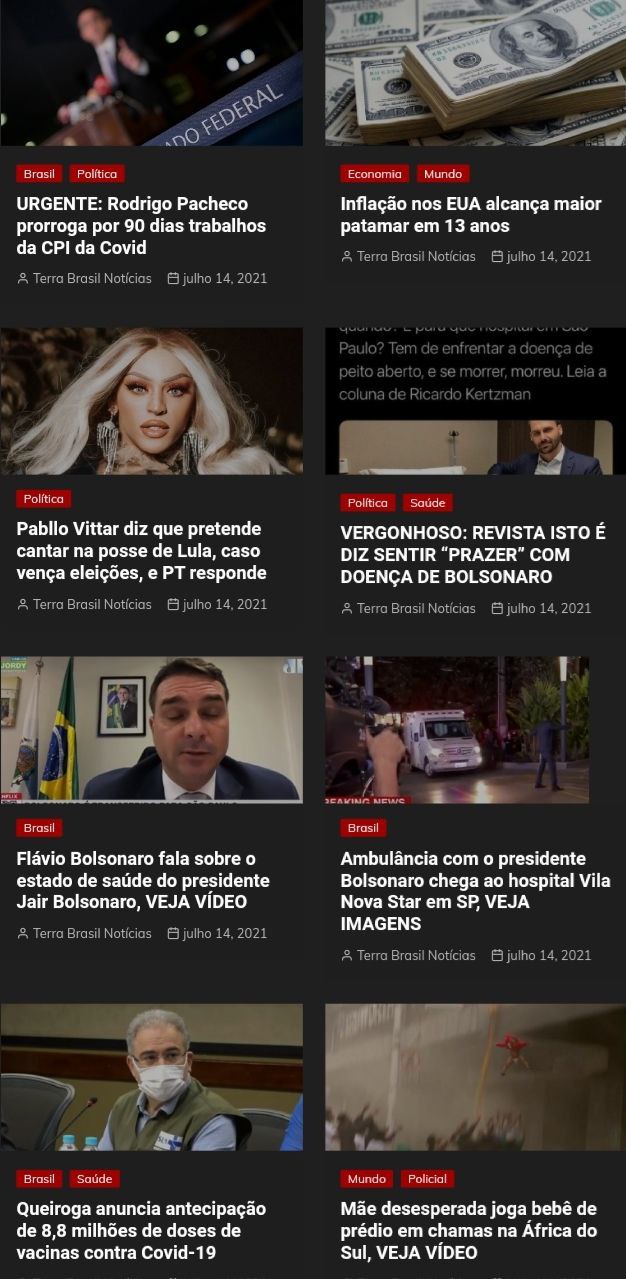 ADO FEDERAL
Brasil Política
URGENTE: Rodrigo Pacheco
prorroga por 90 dias trabalhos
da CPI da Covid
Terra Brasil Notícias julho 14, 2021
Economia Mundo
Inflação nos EUA alcança maior
patamar em 13 anos
Terra Brasil Notícias julho 14, 2021
Política
Pabllo Vittar diz que pretende
cantar na posse de Lula, caso
vença eleições, e PT responde
Terra Brasil Notícias julho 14, 2021
quando? E para que hospital em São
Paulo? Tem de enfrentar a doença de
peito aberto, e se morrer, morreu. Leia a
coluna de Ricardo Kertzman
Política Saúde
VERGONHOSO: REVISTA ISTO É
DIZ SENTIR “PRAZER” COM
DOENÇA DE BOLSONARO
Terra Brasil Notícias julho 14, 2021
JORDY
Brasil
Flávio Bolsonaro fala sobre o
estado de saúde do presidente
Jair Bolsonaro, VEJA VÍDEO
Terra Brasil Notícias julho 14, 2021
BREAKING NEWS
Brasil
Ambulância com o presidente
Bolsonaro chega ao hospital Vila
Nova Star em SP, VEJA
IMAGENS
Terra Brasil Notícias julho 14, 2021
Brasil Saúde
Queiroga anuncia antecipação
de 8,8 milhões de doses de
vacinas contra Covid-19
Mundo Policial
Mãe desesperada joga bebê de
prédio em chamas na África do
Sul, VEJA VÍDEO